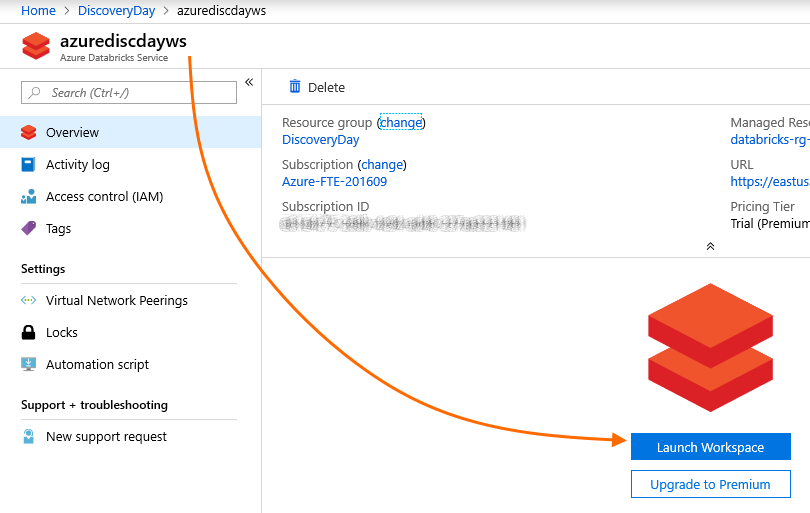 Home > DiscoveryDay > azurediscdayws
azurediscdayws
Azure Databricks Service
Search (Ctrl+/)
Overview
Activity log
Access control (IAM)
Tags
Settings
Virtual Network Peerings
Locks
Automation script
Support + troubleshooting
New support request
Delete
Resource group (change)
DiscoveryDay
Subscription (change)
Azure-FTE-201609
Subscription ID
Managed Res
databricks-rg-
URL
https://eastus
Pricing Tier
Trial (Premium
Launch Workspace
Upgrade to Premium